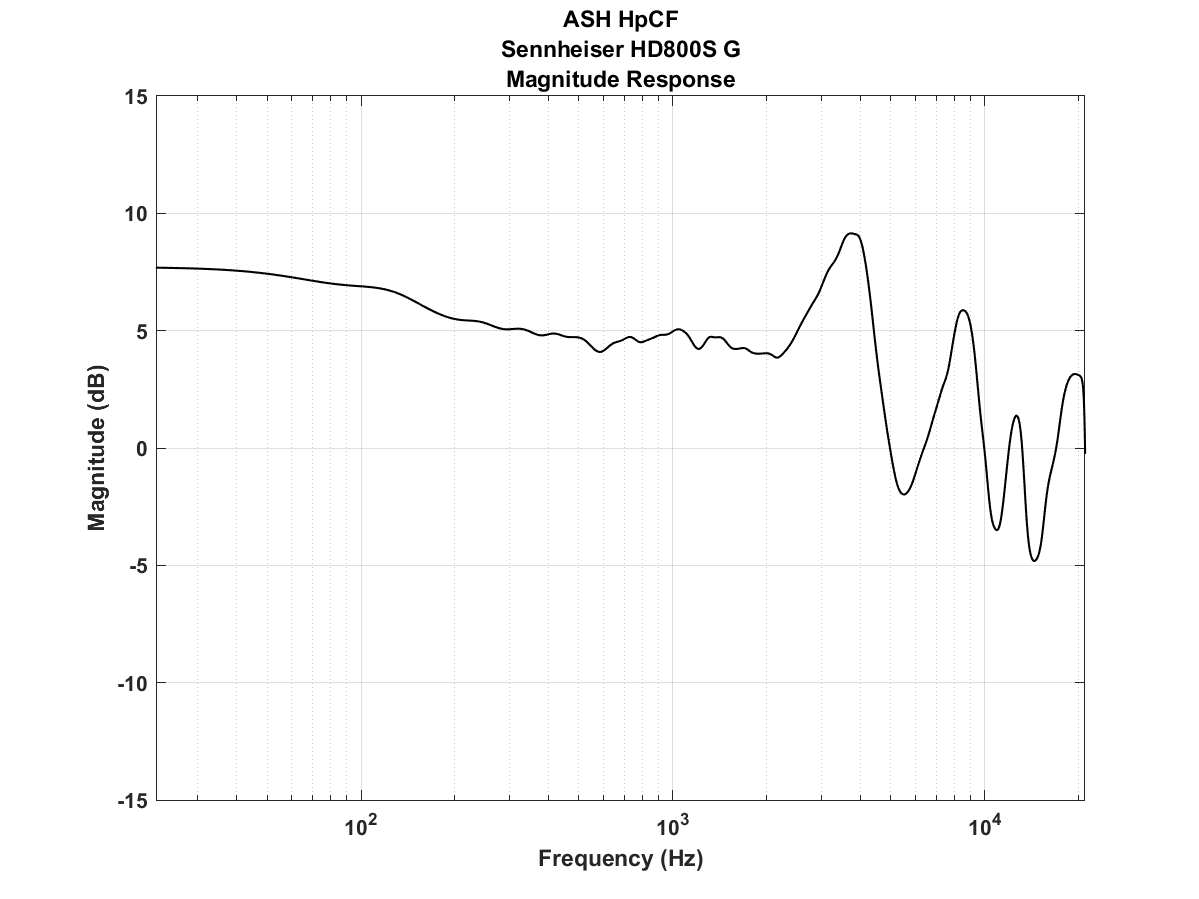 ASH HpCF
Sennheiser HD800S G
Magnitude Response
15
10
5
0
-5
-10
-15
Magnitude (dB)
10² 10³ 10⁴
Frequency (Hz)